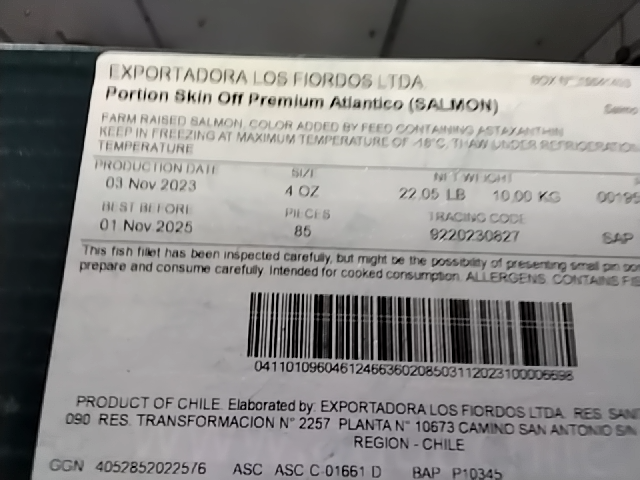 EXPORTADORA LOS FIORDOS LTDA
Portion Skin Off Premium Atlantico (SALMON)
FARM RAISED SALMON, COLOR ADDED BY FEED CONTAINING ASTAXANTHIN
KEEP IN FREEZING AT MAXIMUM TEMPERATURE OF -18°C, THAW UNDER REFRIGERATION
TEMPERATURE
PRODUCTION DATE SIZE NET WEIGHT
03 Nov 2023 4 OZ 22.05 LB 10,00 KG 00195
BEST BEFORE PIECES TRACING CODE
01 Nov 2025 85 9220230827 SAP
This fish fillet has been inspected carefully, but might be the possibility of presenting small pin
prepare and consume carefully. Intended for cooked consumption. ALLERGENS: CONTAINS
PRODUCT OF CHILE. Elaborated by: EXPORTADORA LOS FIORDOS LTDA. RES.
090 RES. TRANSFORMACION N° 2257 PLANTA N° 10673 CAMINO SAN ANTONIO S/N
REGION - CHILE
GGN 4052852022576 ASC ASC C-01661 D BAP P10345